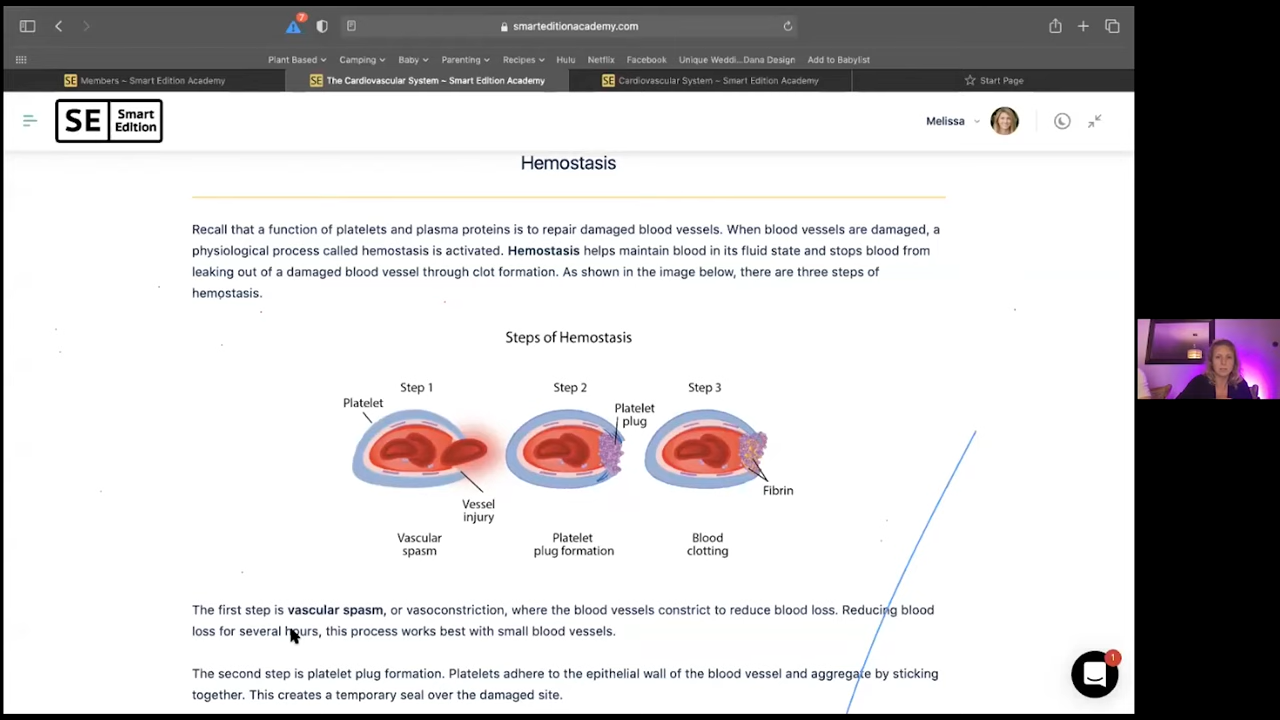 7
smarteditionacademy.com
Plant Based Camping Baby Parenting Recipes Hulu Netflix Facebook Unique Weddi...Dana Design Add to Babylist
Members ~ Smart Edition Academy The Cardiovascular System ~ Smart Edition Academy Cardiovascular System ~ Smart Edition Academy Start Page
SE Smart Edition
Melissa
Hemostasis
Recall that a function of platelets and plasma proteins is to repair damaged blood vessels. When blood vessels are damaged, a
physiological process called hemostasis is activated. Hemostasis helps maintain blood in its fluid state and stops blood from
leaking out of a damaged blood vessel through clot formation. As shown in the image below, there are three steps of
hemostasis.
Steps of Hemostasis
Step 1 Step 2 Step 3
Platelet
Platelet plug
Vessel injury
Fibrin
Vascular spasm
Platelet plug formation
Blood clotting
The first step is vascular spasm, or vasoconstriction, where the blood vessels constrict to reduce blood loss. Reducing blood
loss for several hours, this process works best with small blood vessels.
The second step is platelet plug formation. Platelets adhere to the epithelial wall of the blood vessel and aggregate by sticking
together. This creates a temporary seal over the damaged site.
1